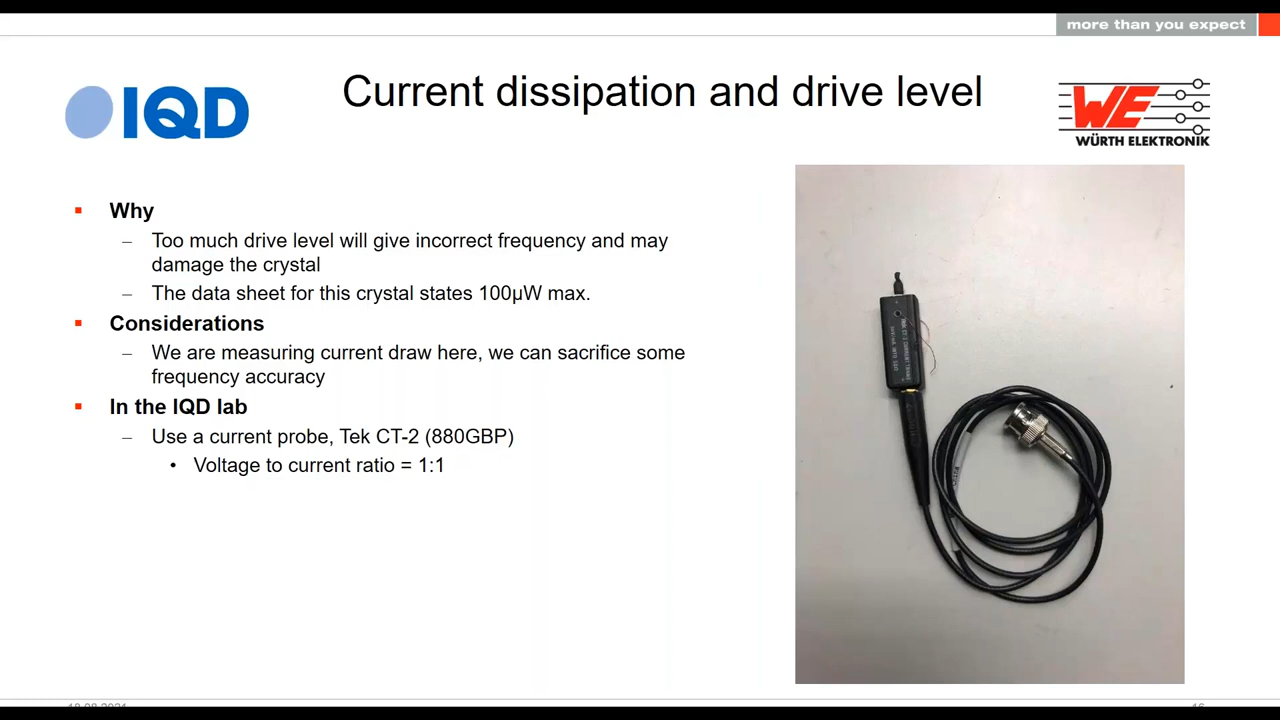 more than you expect
IQD
Current dissipation and drive level
WE
WÜRTH ELEKTRONIK
Why
Too much drive level will give incorrect frequency and may
damage the crystal
The data sheet for this crystal states 100µW max.
Considerations
We are measuring current draw here, we can sacrifice some
frequency accuracy
In the IQD lab
Use a current probe, Tek CT-2 (880GBP)
Voltage to current ratio = 1:1